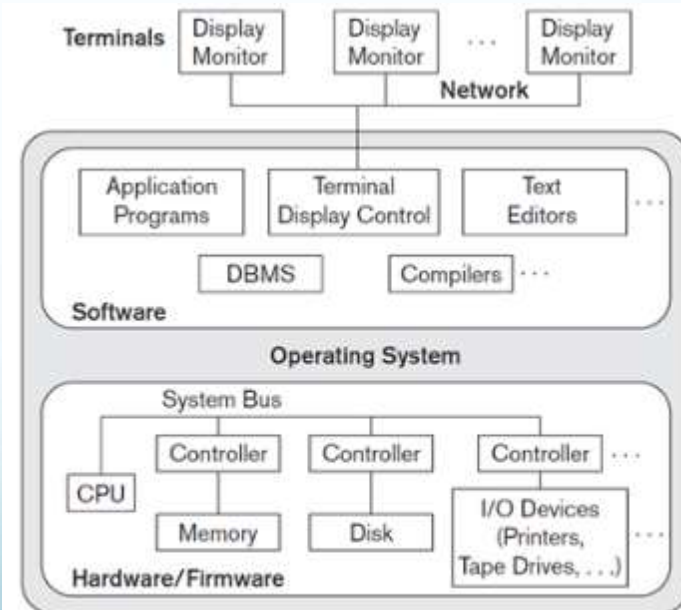 Terminals
Display
Monitor
Display
Monitor
. . .
Display
Monitor
Network
Application
Programs
Terminal
Display Control
Text
Editors
. . .
DBMS
Compilers
. . .
Software
Operating System
System Bus
Controller
Controller
Controller
. . .
CPU
Memory
Disk
I/O Devices
(Printers,
Tape Drives, . . .)
. . .
Hardware/Firmware